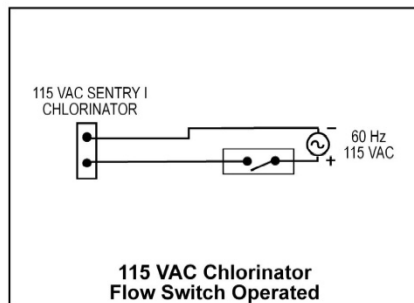 115 VAC SENTRY I
CHLORINATOR
−
60 Hz
115 VAC
+
115 VAC Chlorinator
Flow Switch Operated